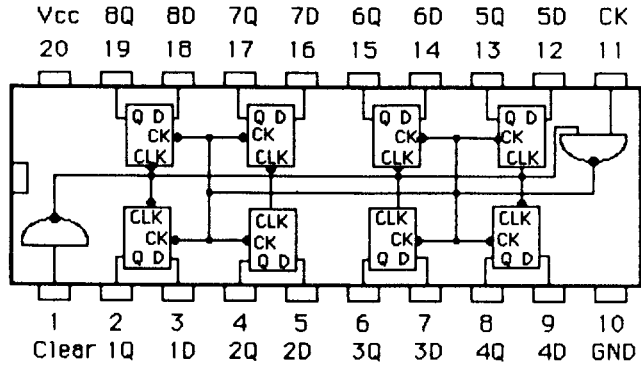 Vcc 8Q 8D 7Q 7D 6Q 6D 5Q 5D CK
20 19 18 17 16 15 14 13 12 11
Q D Q D Q D Q D
CK CK CK CK
CLK CLK CLK CLK
CLK CLK CLK CLK
CK CK CK CK
Q D Q D Q D Q D
1 2 3 4 5 6 7 8 9 10
Clear 1Q 1D 2Q 2D 3Q 3D 4Q 4D GND